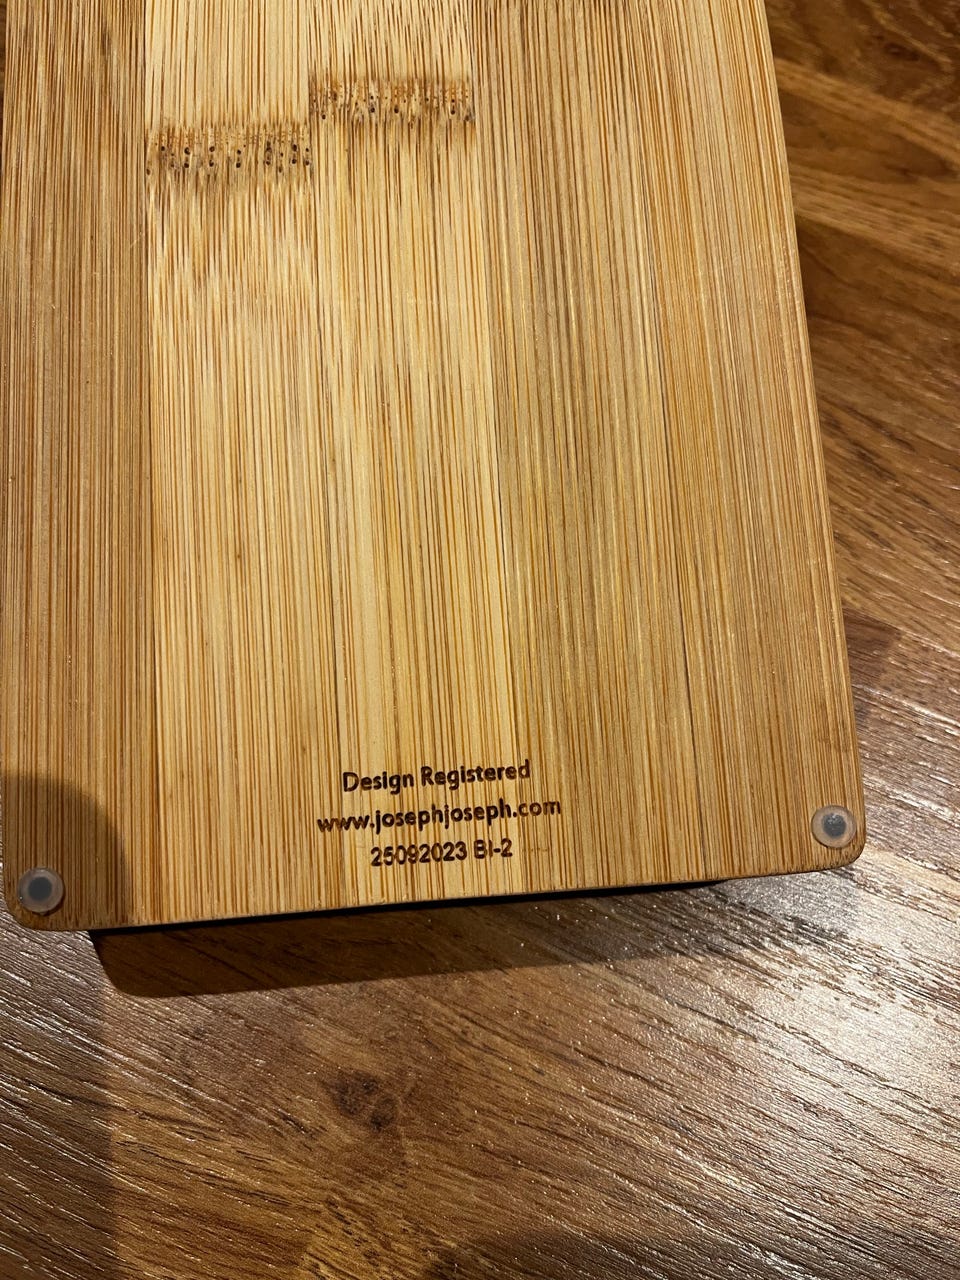 Design Registered
www.josephjoseph.com
25092023 BI-2